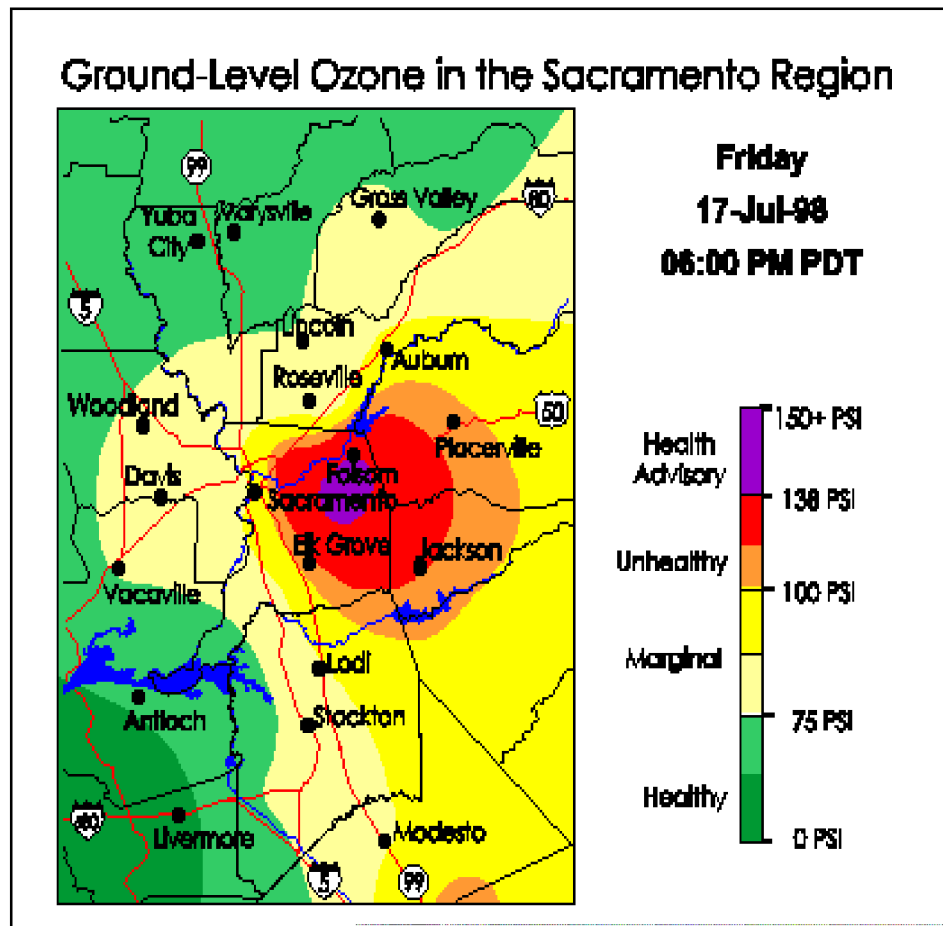 Ground-Level Ozone in the Sacramento Region
Friday
17-Jul-98
06:00 PM PDT
99
Yuba
City
Marysville
Grass Valley
80
5
Lincoln
Auburn
Roseville
Woodland
50
Placerville
Folsom
Davis
Sacramento
Elk Grove
Jackson
Vacaville
Lodi
Antioch
Stockton
80
Livermore
Modesto
5
99
150+ PSI
Health
Advisory
138 PSI
Unhealthy
100 PSI
Marginal
75 PSI
Healthy
0 PSI